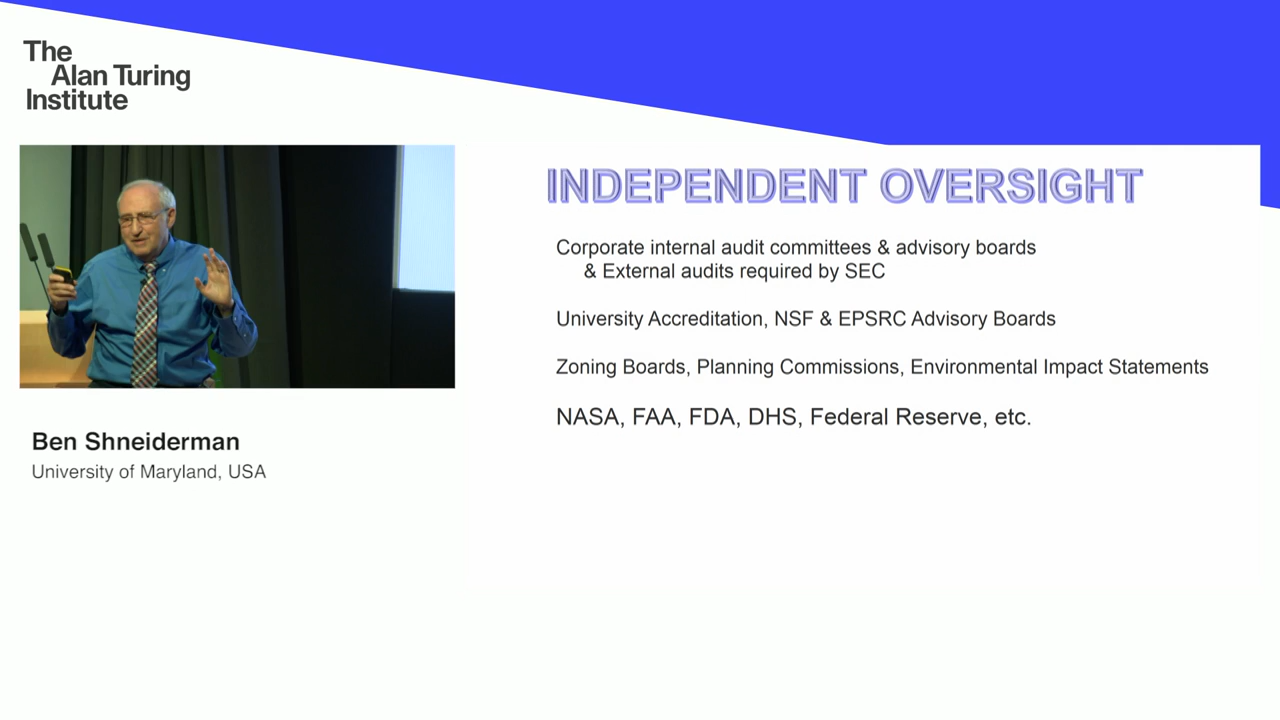 The
Alan Turing
Institute
INDEPENDENT OVERSIGHT
Corporate internal audit committees & advisory boards
& External audits required by SEC
University Accreditation, NSF & EPSRC Advisory Boards
Zoning Boards, Planning Commissions, Environmental Impact Statements
NASA, FAA, FDA, DHS, Federal Reserve, etc.
Ben Shneiderman
University of Maryland, USA